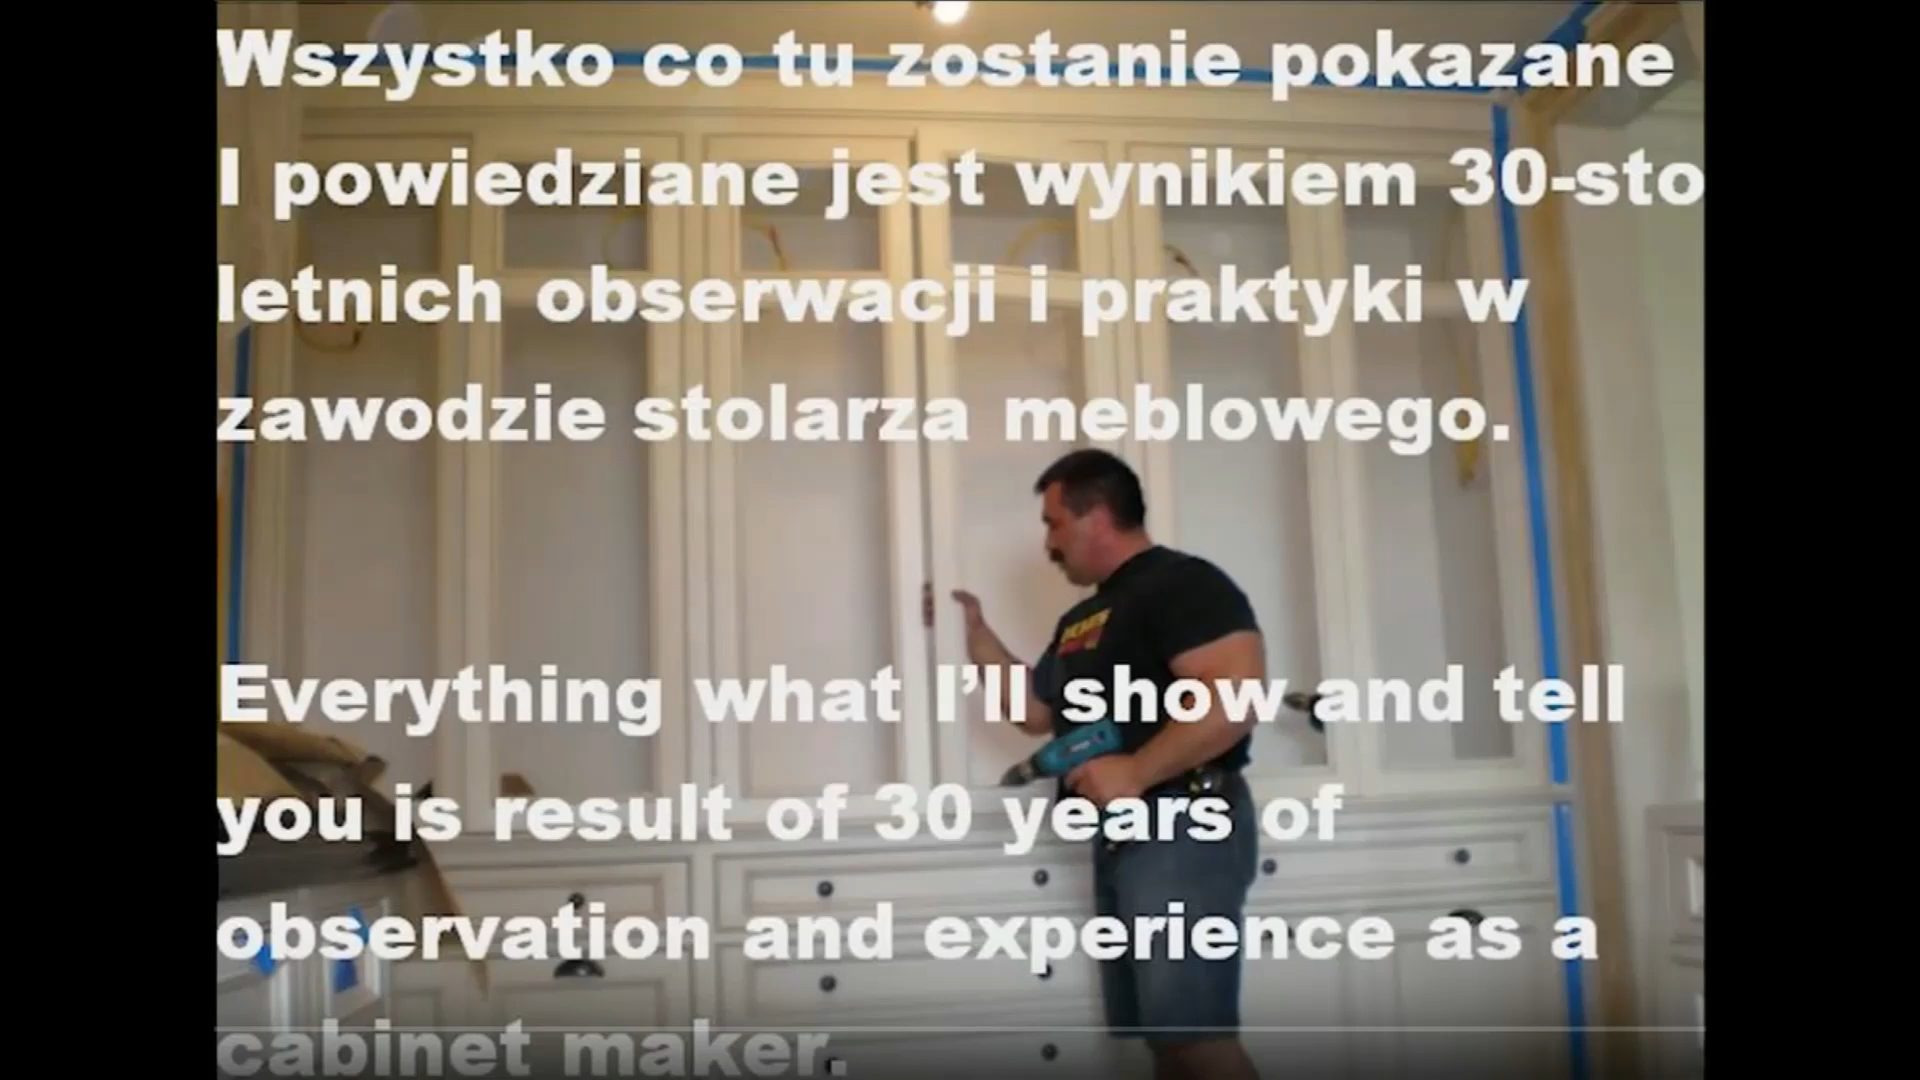 Wszystko co tu zostanie pokazane
I powiedziane jest wynikiem 30-sto
letnich obserwacji i praktyki w
zawodzie stolarza meblowego.
Everything what I’ll show and tell
you is result of 30 years of
observation and experience as a
cabinet maker.